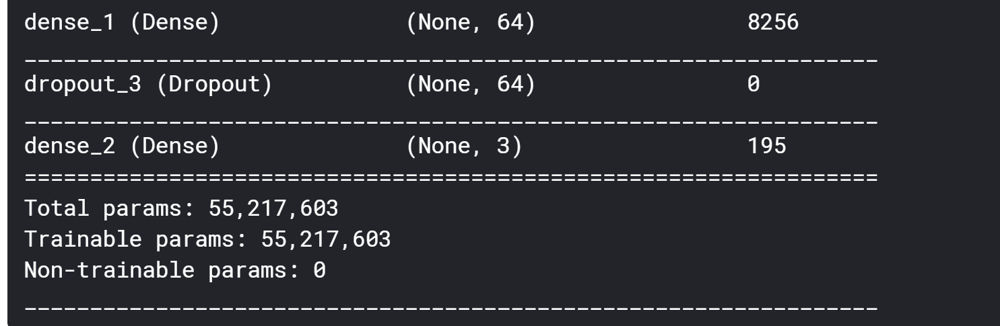 dense_1 (Dense) (None, 64) 8256
_________________________________________________________________
dropout_3 (Dropout) (None, 64) 0
_________________________________________________________________
dense_2 (Dense) (None, 3) 195
=================================================================
Total params: 55,217,603
Trainable params: 55,217,603
Non-trainable params: 0
_________________________________________________________________